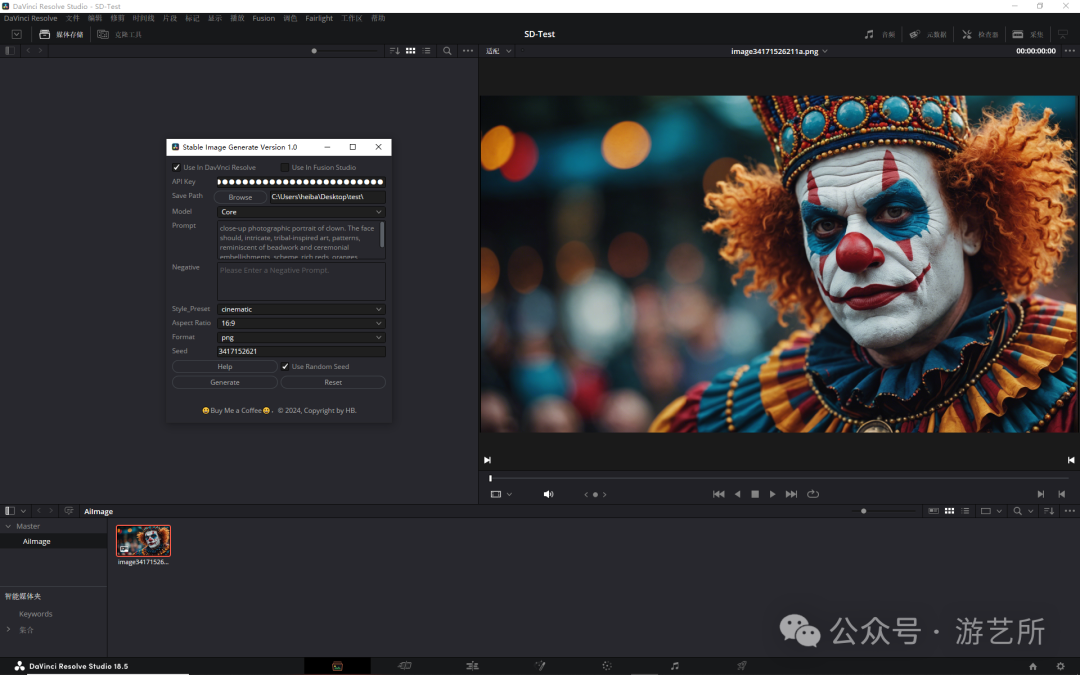 DaVinci Resolve Studio - SD-Test
DaVinci Resolve 文件 编辑 修剪 时间线 片段 标记 显示 播放 Fusion 调色 Fairlight 工作区 帮助
媒体存储 克隆工具 SD-Test 音频 元数据 检查器 采集
适配 image34171526211a.png 00:00:00:00
Stable Image Generate Version 1.0
Use In DavVnci Resolve Use In Fusion Studio
API Key
Save Path Browse C:\Users\heiba\Desktop\test\
Model Core
Prompt close-up photographic portrait of clown. The face
should, intricate, tribal-inspired art, patterns,
reminiscent of beadwork and ceremonial
embellishments, scheme, rich reds, oranges,
Negative Please Enter a Negative Prompt.
Style_Preset cinematic
Aspect Ratio 16:9
Format png
Seed 3417152621
Help Use Random Seed
Generate Reset
😀Buy Me a Coffee😀, © 2024, Copyright by HB.
AiImage
Master
AiImage
image34171526...
智能媒体夹
Keywords
集合
公众号 · 游艺所
DaVinci Resolve Studio 18.5